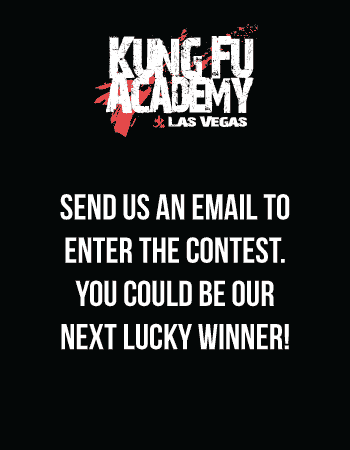 KUNG FU
ACADEMY
LAS VEGAS
SEND US AN EMAIL TO
ENTER THE CONTEST.
YOU COULD BE OUR
NEXT LUCKY WINNER!